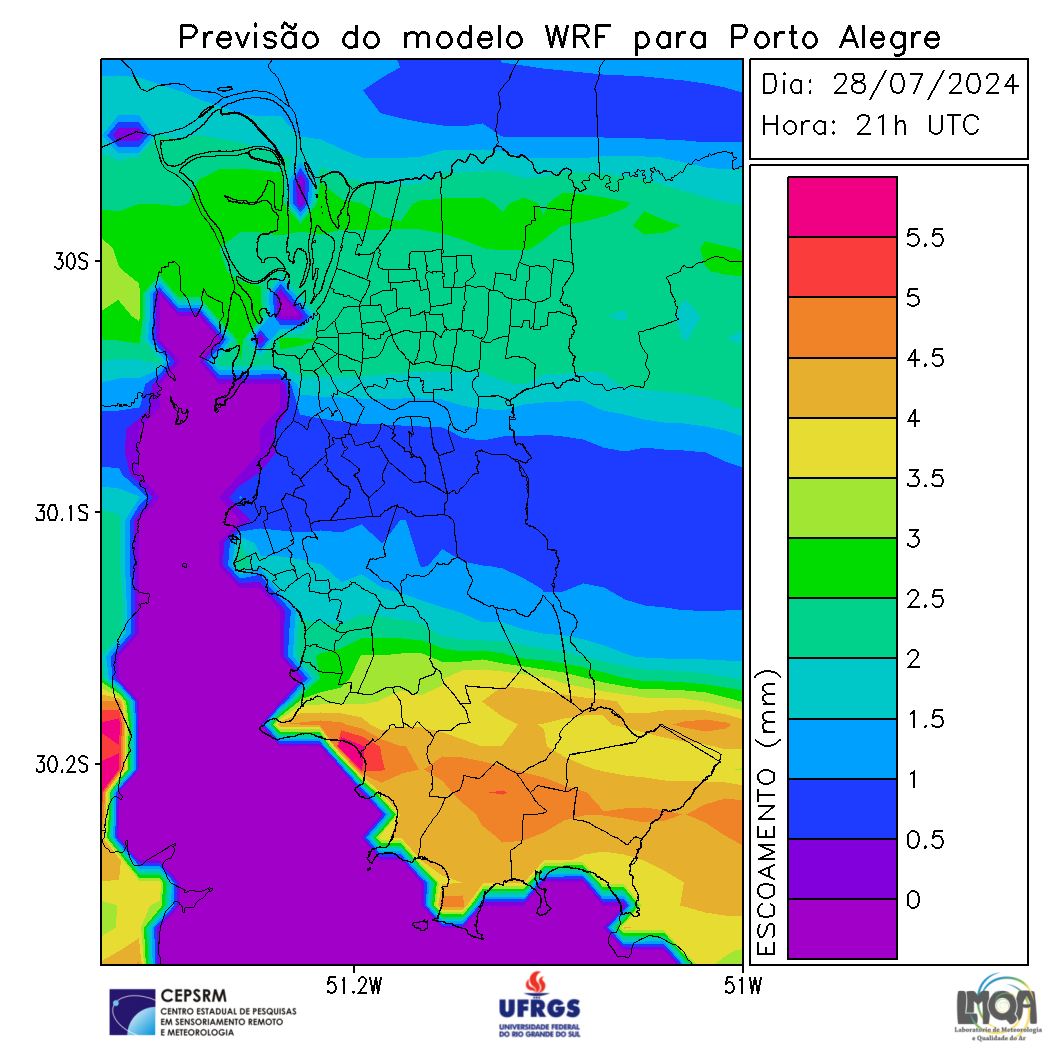 Previsão do modelo WRF para Porto Alegre
Dia: 28/07/2024
Hora: 21h UTC
30S
30.1S
30.2S
51.2W
51W
ESCOAMENTO (mm)
5.5
5
4.5
4
3.5
3
2.5
2
1.5
1
0.5
0
CEPSRM
CENTRO ESTADUAL DE PESQUISAS
EM SENSORIAMENTO REMOTO
E METEOROLOGIA
UFRGS
UNIVERSIDADE FEDERAL
DO RIO GRANDE DO SUL
LMQA
Laboratório de Meteorologia
e Qualidade do Ar